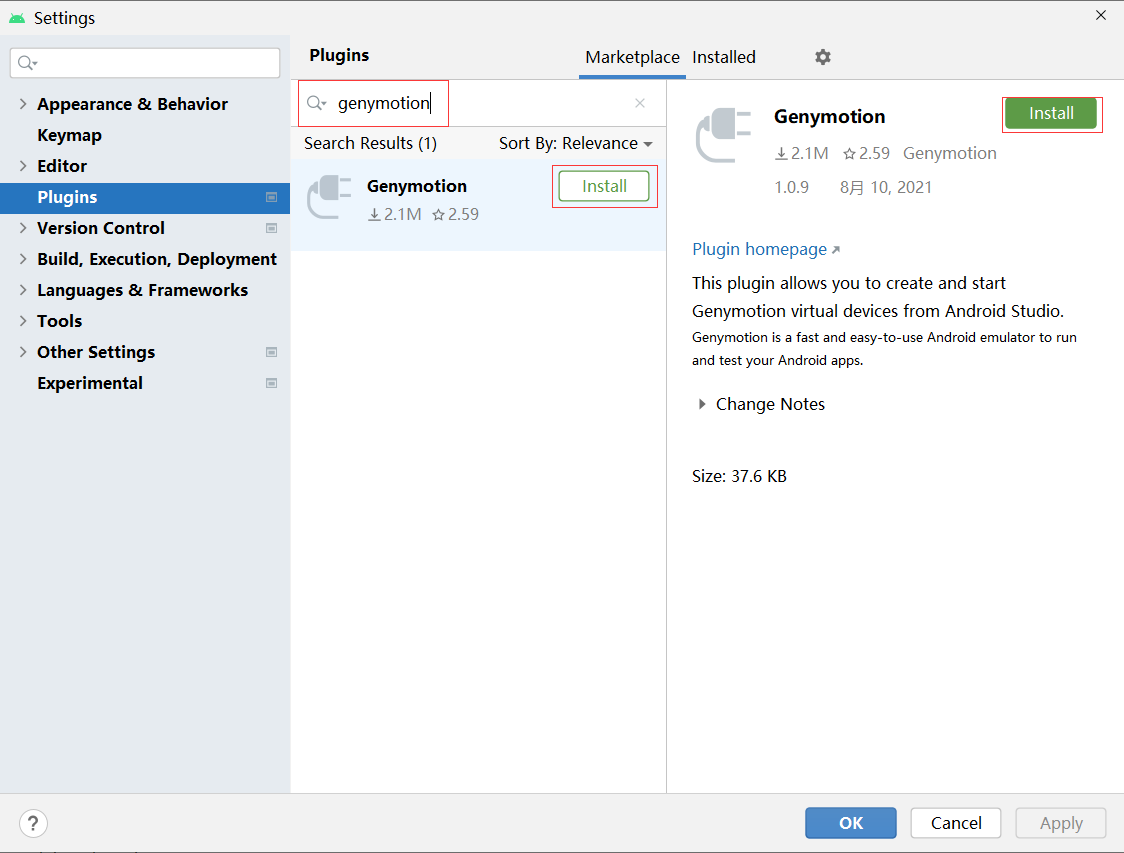 Settings
Appearance & Behavior
Keymap
Editor
Plugins
Version Control
Build, Execution, Deployment
Languages & Frameworks
Tools
Other Settings
Experimental
Plugins
Marketplace
Installed
genymotion
Search Results (1)
Sort By: Relevance
Genymotion
Install
2.1M 2.59
Genymotion
Install
2.1M 2.59 Genymotion
1.0.9 8月 10, 2021
Plugin homepage
This plugin allows you to create and start
Genymotion virtual devices from Android Studio.
Genymotion is a fast and easy-to-use Android emulator to run
and test your Android apps.
Change Notes
Size: 37.6 KB
?
OK
Cancel
Apply